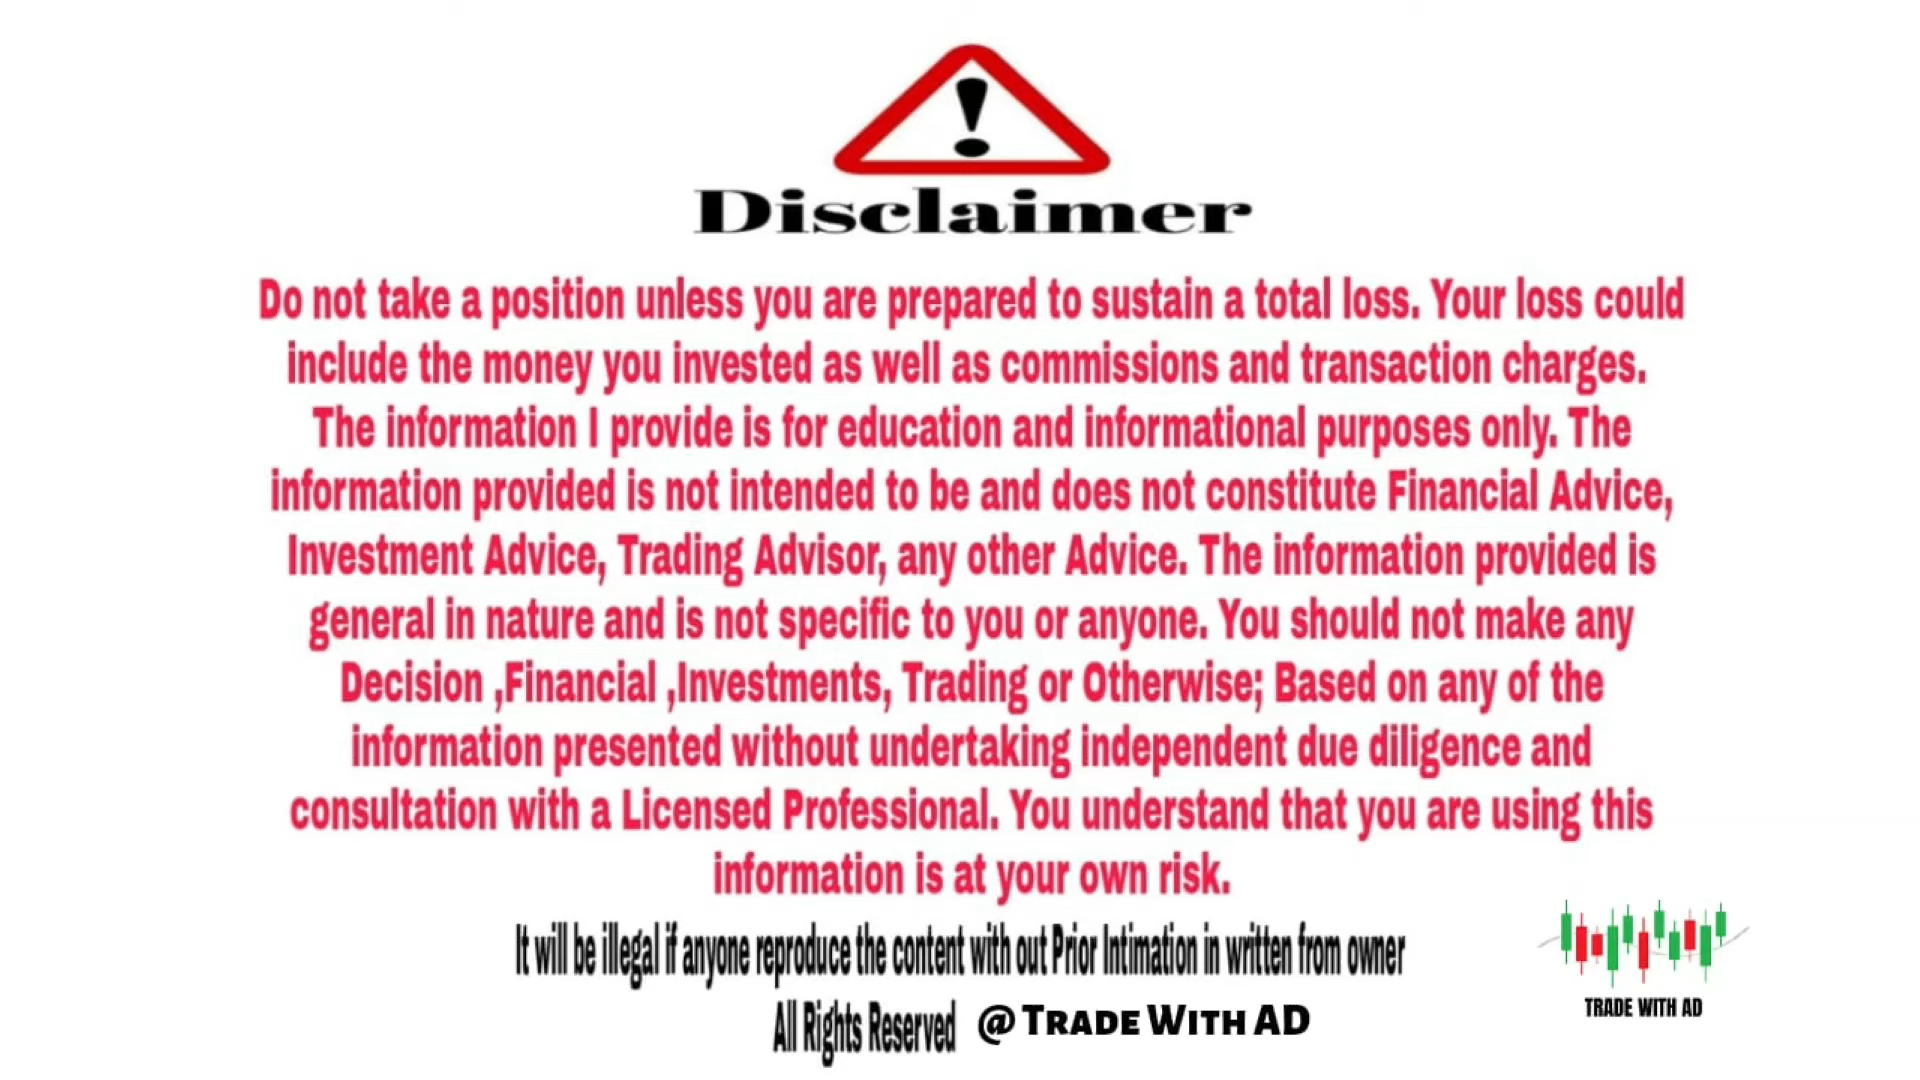 Disclaimer
Do not take a position unless you are prepared to sustain a total loss. Your loss could
include the money you invested as well as commissions and transaction charges.
The information I provide is for education and informational purposes only. The
information provided is not intended to be and does not constitute Financial Advice,
Investment Advice, Trading Advisor, any other Advice. The information provided is
general in nature and is not specific to you or anyone. You should not make any
Decision ,Financial ,Investments, Trading or Otherwise; Based on any of the
information presented without undertaking independent due diligence and
consultation with a Licensed Professional. You understand that you are using this
information is at your own risk.
It will be illegal if anyone reproduce the content with out Prior Intimation in written from owner
All Rights Reserved @ Trade With AD
TRADE WITH AD